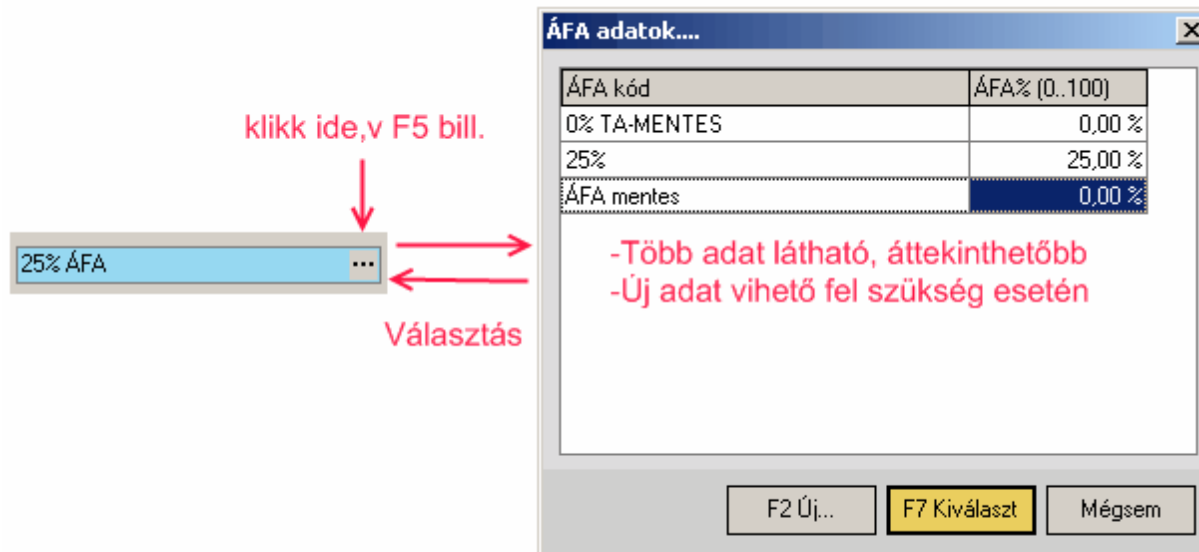 ÁFA adatok....
ÁFA kód ÁFA% (0..100)
0% TA-MENTES 0,00 %
25% 25,00 %
ÁFA mentes 0,00 %
klikk ide,v F5 bill.
25% ÁFA ...
Választás
-Több adat látható, áttekinthetőbb
-Új adat vihető fel szükség esetén
F2 Új... F7 Kiválaszt Mégsem